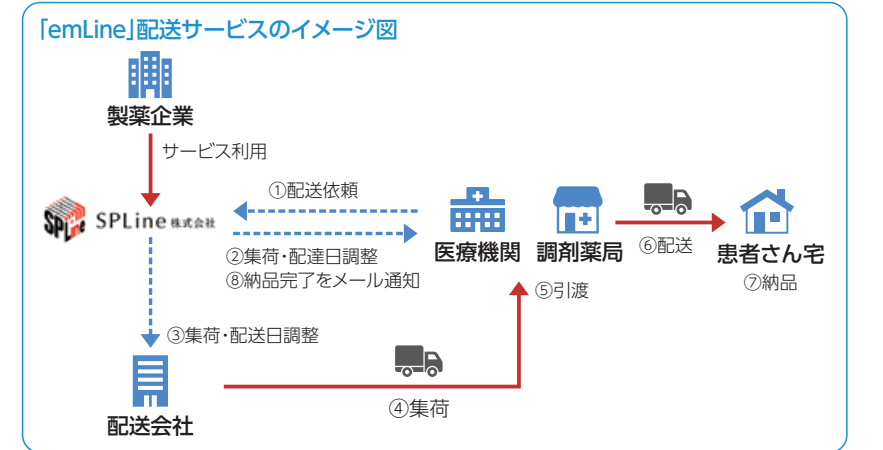 「emLine」配送サービスのイメージ図
製薬企業
サービス利用
①配送依頼
SPLine
SPLine 株式会社
②集荷・配達日調整
⑧納品完了をメール通知
医療機関
調剤薬局
⑥配送
患者さん宅
⑦納品
⑤引渡
③集荷・配送日調整
④集荷
配送会社